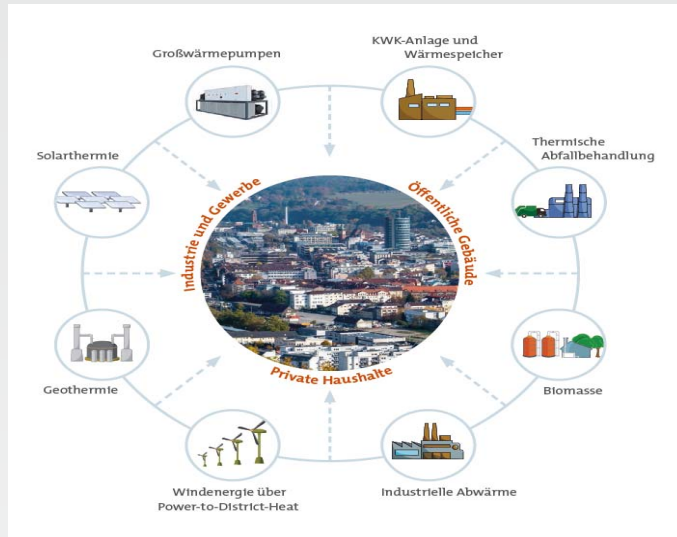 KWK-Anlage und
Wärmespeicher
Großwärmepumpen
Thermische
Abfallbehandlung
Solarthermie
Industrie und Gewerbe
Öffentliche Gebäude
Private Haushalte
Geothermie
Biomasse
Windenergie über
Power-to-District-Heat
Industrielle Abwärme